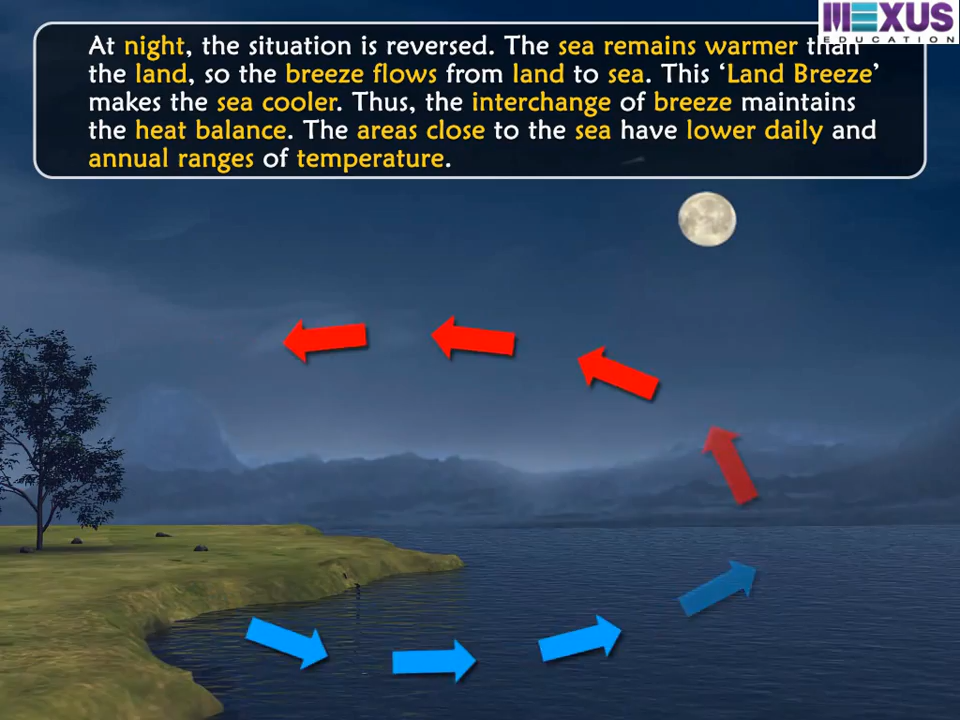 MEXUS
EDUCATION
At night, the situation is reversed. The sea remains warmer than
the land, so the breeze flows from land to sea. This ‘Land Breeze’
makes the sea cooler. Thus, the interchange of breeze maintains
the heat balance. The areas close to the sea have lower daily and
annual ranges of temperature.